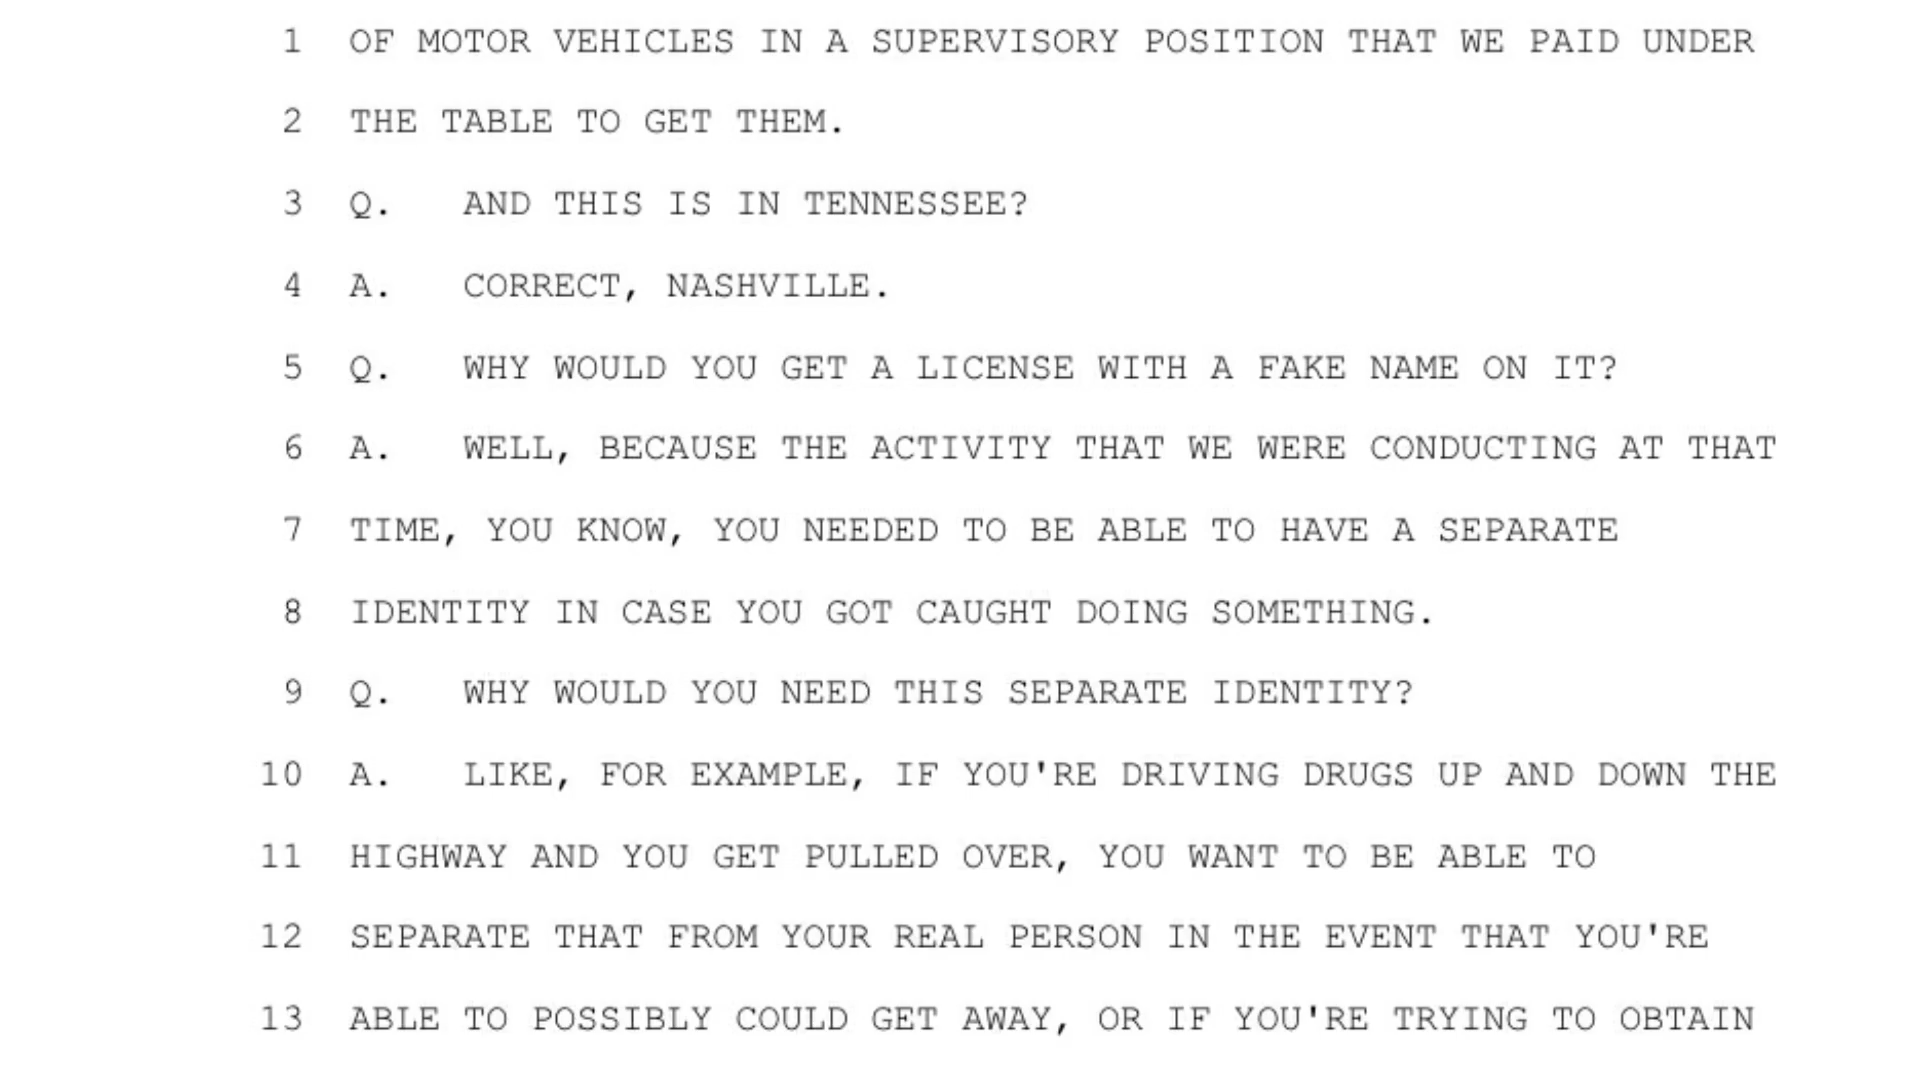 1 OF MOTOR VEHICLES IN A SUPERVISORY POSITION THAT WE PAID UNDER
2 THE TABLE TO GET THEM.
3 Q. AND THIS IS IN TENNESSEE?
4 A. CORRECT, NASHVILLE.
5 Q. WHY WOULD YOU GET A LICENSE WITH A FAKE NAME ON IT?
6 A. WELL, BECAUSE THE ACTIVITY THAT WE WERE CONDUCTING AT THAT
7 TIME, YOU KNOW, YOU NEEDED TO BE ABLE TO HAVE A SEPARATE
8 IDENTITY IN CASE YOU GOT CAUGHT DOING SOMETHING.
9 Q. WHY WOULD YOU NEED THIS SEPARATE IDENTITY?
10 A. LIKE, FOR EXAMPLE, IF YOU'RE DRIVING DRUGS UP AND DOWN THE
11 HIGHWAY AND YOU GET PULLED OVER, YOU WANT TO BE ABLE TO
12 SEPARATE THAT FROM YOUR REAL PERSON IN THE EVENT THAT YOU'RE
13 ABLE TO POSSIBLY COULD GET AWAY, OR IF YOU'RE TRYING TO OBTAIN